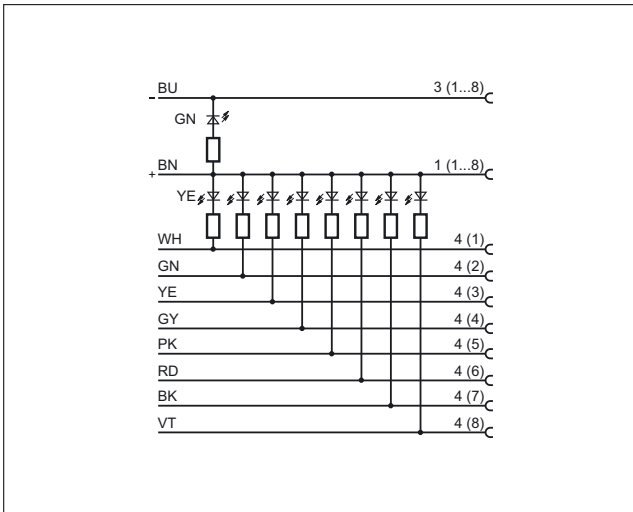 BU 3 (1...8)
-
GN
BN 1 (1...8)
+
YE
WH 4 (1)
GN 4 (2)
YE 4 (3)
GY 4 (4)
PK 4 (5)
RD 4 (6)
BK 4 (7)
VT 4 (8)